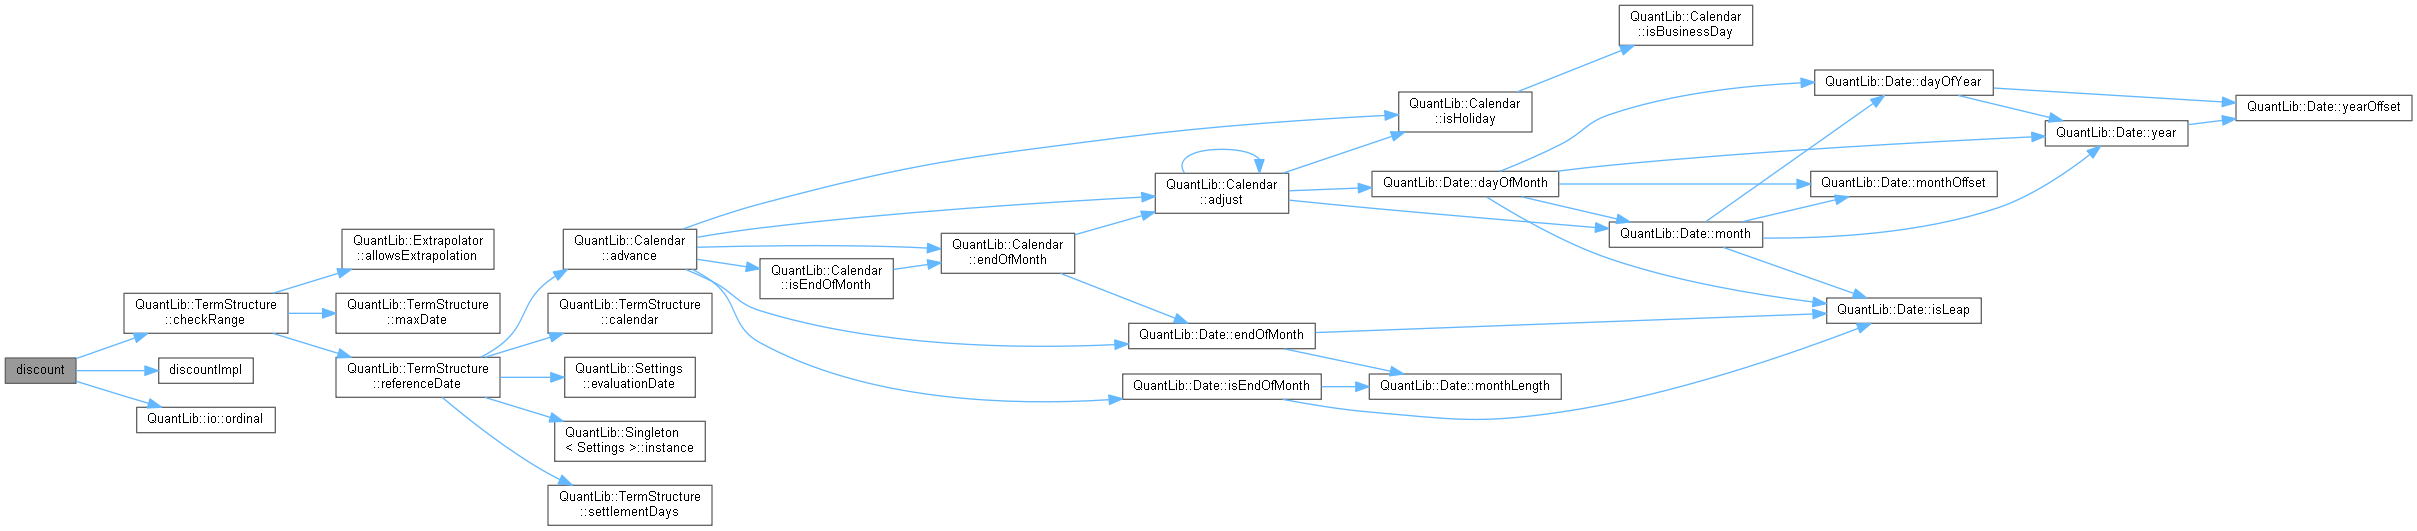 discount
QuantLib::TermStructure
::checkRange
discountImpl
QuantLib::io::ordinal
QuantLib::Extrapolator
::allowsExtrapolation
QuantLib::TermStructure
::maxDate
QuantLib::TermStructure
::referenceDate
QuantLib::Calendar
::advance
QuantLib::TermStructure
::calendar
QuantLib::Settings
::evaluationDate
QuantLib::Singleton
< Settings >::instance
QuantLib::TermStructure
::settlementDays
QuantLib::Calendar
::isEndOfMonth
QuantLib::Calendar
::endOfMonth
QuantLib::Calendar
::adjust
QuantLib::Date::endOfMonth
QuantLib::Date::isEndOfMonth
QuantLib::Calendar
::isHoliday
QuantLib::Date::dayOfMonth
QuantLib::Date::monthLength
QuantLib::Calendar
::isBusinessDay
QuantLib::Date::month
QuantLib::Date::dayOfYear
QuantLib::Date::monthOffset
QuantLib::Date::isLeap
QuantLib::Date::year
QuantLib::Date::yearOffset